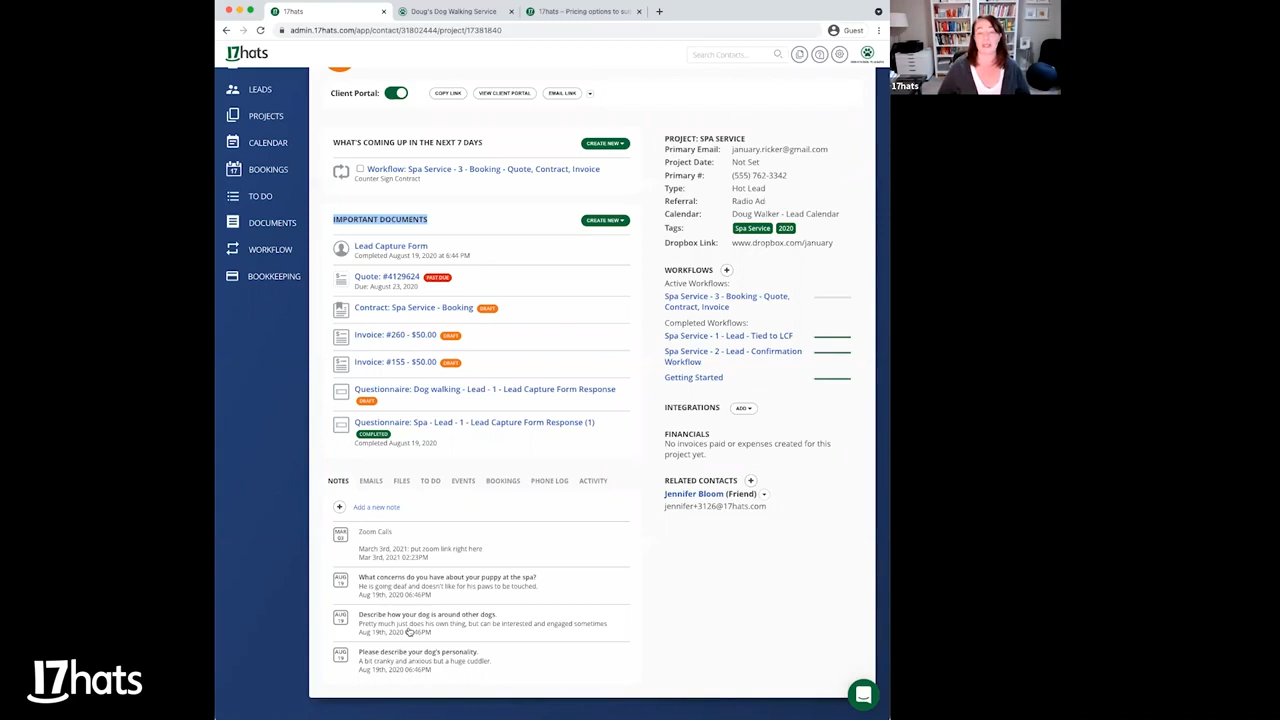 17hats
Doug's Dog Walking Service
17hats – Pricing options to su
admin.17hats.com/app/contact/31802444/project/17381840
Guest
17hats
Search Contacts...
LEADS
PROJECTS
CALENDAR
BOOKINGS
TO DO
DOCUMENTS
WORKFLOW
BOOKKEEPING
Client Portal:
COPY LINK
VIEW CLIENT PORTAL
EMAIL LINK
WHAT'S COMING UP IN THE NEXT 7 DAYS
CREATE NEW
Workflow: Spa Service - 3 - Booking - Quote, Contract, Invoice
Counter Sign Contract
IMPORTANT DOCUMENTS
CREATE NEW
Lead Capture Form
Completed August 19, 2020 at 6:44 PM
Quote: #4129624 PAST DUE
Due: August 23, 2020
Contract: Spa Service - Booking DRAFT
Invoice: #260 - $50.00 DRAFT
Invoice: #155 - $50.00 DRAFT
Questionnaire: Dog walking - Lead - 1 - Lead Capture Form Response
DRAFT
Questionnaire: Spa - Lead - 1 - Lead Capture Form Response (1)
COMPLETED
Completed August 19, 2020
NOTES EMAILS FILES TO DO EVENTS BOOKINGS PHONE LOG ACTIVITY
Add a new note
MAR 03
Zoom Calls
March 3rd, 2021: put zoom link right here
Mar 3rd, 2021 02:23PM
AUG 19
What concerns do you have about your puppy at the spa?
He is going deaf and doesn't like for his paws to be touched.
Aug 19th, 2020 06:46PM
AUG 19
Describe how your dog is around other dogs.
Pretty much just does his own thing, but can be interested and engaged sometimes
Aug 19th, 2020 06:46PM
AUG 19
Please describe your dog's personality.
A bit cranky and anxious but a huge cuddler.
Aug 19th, 2020 06:46PM
PROJECT: SPA SERVICE
Primary Email: january.ricker@gmail.com
Project Date: Not Set
Primary #: (555) 762-3342
Type: Hot Lead
Referral: Radio Ad
Calendar: Doug Walker - Lead Calendar
Tags: Spa Service 2020
Dropbox Link: www.dropbox.com/january
WORKFLOWS
Active Workflows:
Spa Service - 3 - Booking - Quote,
Contract, Invoice
Completed Workflows:
Spa Service - 1 - Lead - Tied to LCF
Spa Service - 2 - Lead - Confirmation
Workflow
Getting Started
INTEGRATIONS ADD
FINANCIALS
No invoices paid or expenses created for this
project yet.
RELATED CONTACTS
Jennifer Bloom (Friend)
jennifer+3126@17hats.com
17hats
17hats